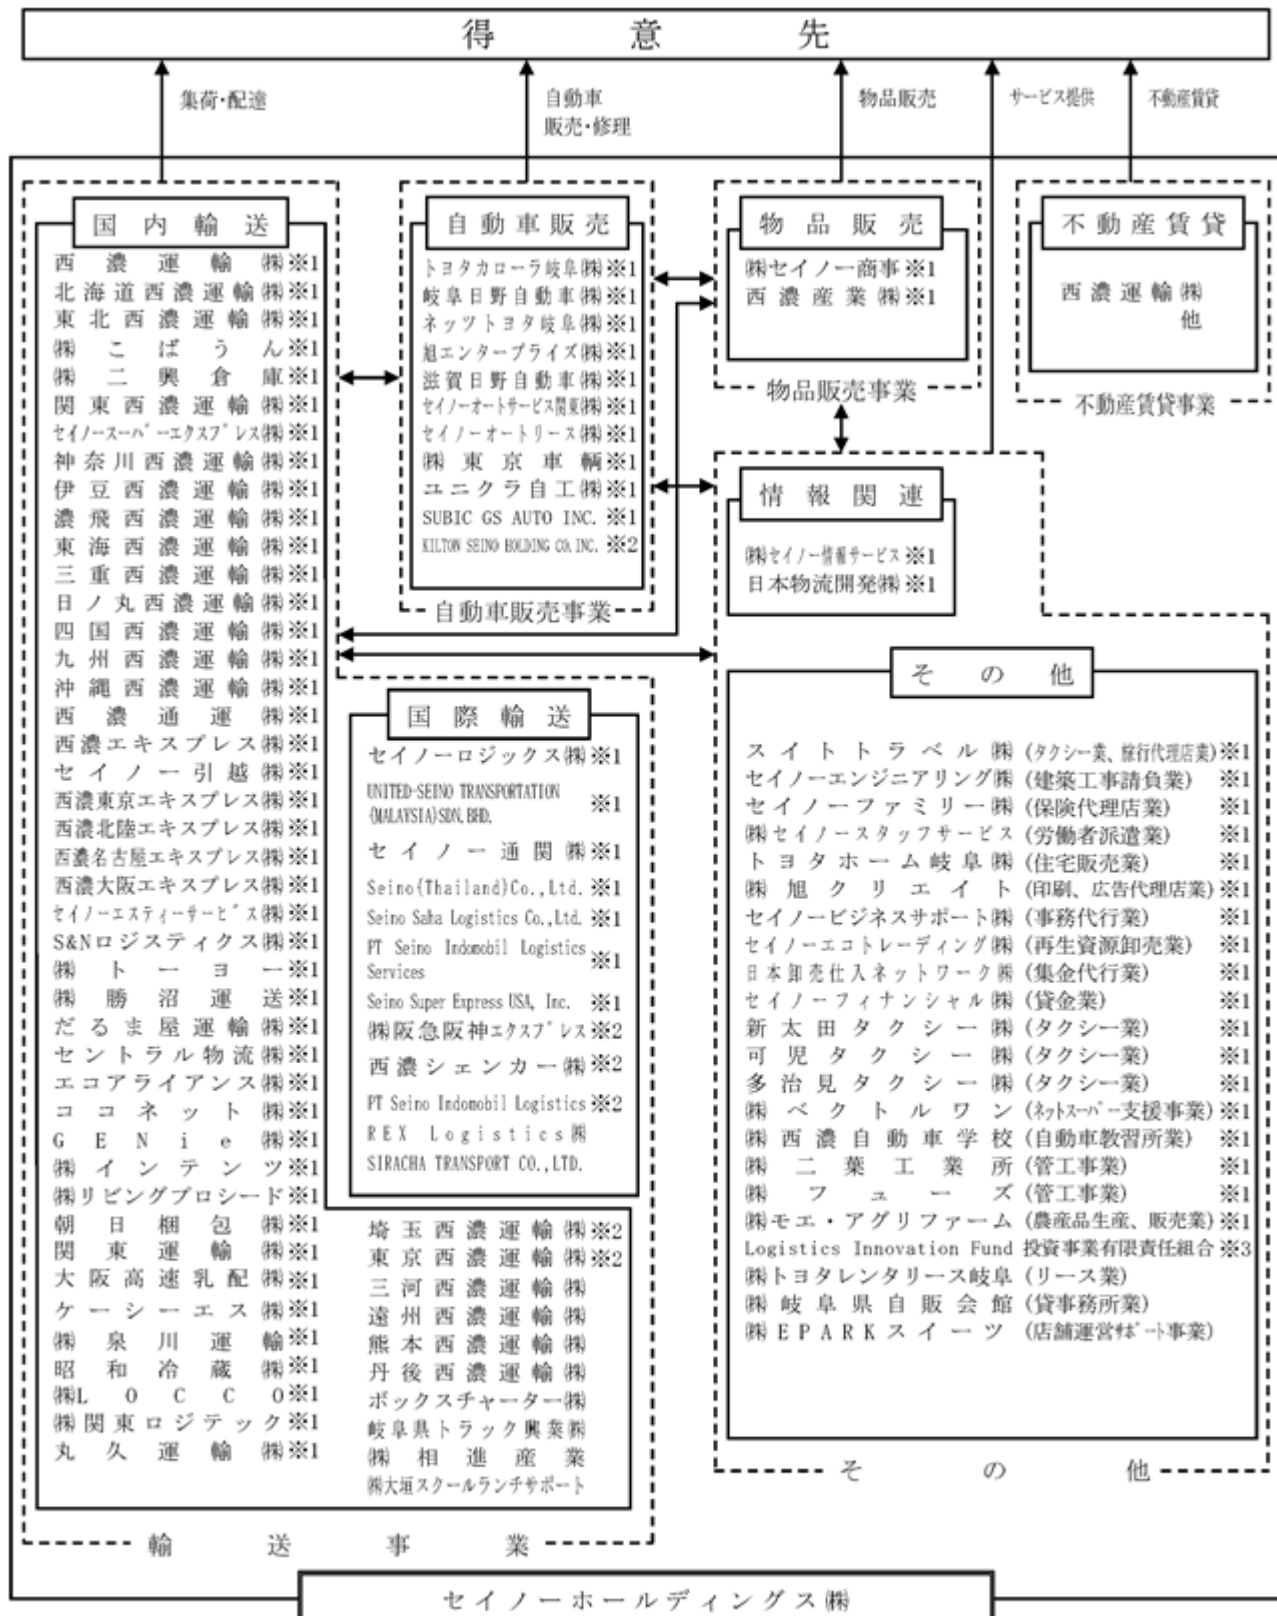 得意先
集荷・配達
自動車
販売・修理
物品販売
サービス提供
不動産賃貸
国内輸送
西濃運輸㈱※1
北海道西濃運輸㈱※1
東北西濃運輸㈱※1
㈱こばうん※1
㈱二興倉庫※1
関東西濃運輸㈱※1
セイノースーパーエクスプレス㈱※1
神奈川西濃運輸㈱※1
伊豆西濃運輸㈱※1
濃飛西濃運輸㈱※1
東海西濃運輸㈱※1
三重西濃運輸㈱※1
日ノ丸西濃運輸㈱※1
四国西濃運輸㈱※1
九州西濃運輸㈱※1
沖縄西濃運輸㈱※1
西濃通運㈱※1
西濃エキスプレス㈱※1
セイノー引越㈱※1
西濃東京エキスプレス㈱※1
西濃北陸エキスプレス㈱※1
西濃名古屋エキスプレス㈱※1
西濃大阪エキスプレス㈱※1
セイノーエスティーサービス㈱※1
S&Nロジスティクス㈱※1
㈱トーヨー※1
㈱勝沼運送※1
だるま屋運輸㈱※1
セントラル物流㈱※1
エコアライアンス㈱※1
ココネット㈱※1
GENie㈱※1
㈱インテンツ※1
㈱リビングプロシード※1
朝日梱包㈱※1
関東運輸㈱※1
大阪高速乳配㈱※1
ケーシーエス㈱※1
㈱泉川運輸※1
昭和冷蔵㈱※1
㈱LOCCO※1
㈱関東ロジテック※1
丸久運輸㈱※1
国際輸送
セイノーロジックス㈱※1
UNITED-SEINO TRANSPORTATION
(MALAYSIA)SDN.BHD. ※1
セイノー通関㈱※1
Seino(Thailand)Co.,Ltd. ※1
Seino Saha Logistics Co.,Ltd. ※1
PT Seino Indomobil Logistics
Services ※1
Seino Super Express USA, Inc. ※1
㈱阪急阪神エクスプレス※2
西濃シェンカー㈱※2
PT Seino Indomobil Logistics ※2
REX Logistics㈱
SIRACHA TRANSPORT CO.,LTD.
埼玉西濃運輸㈱※2
東京西濃運輸㈱※2
三河西濃運輸㈱
遠州西濃運輸㈱
熊本西濃運輸㈱
丹後西濃運輸㈱
ボックスチャーター㈱
岐阜県トラック興業㈱
㈱相進産業
㈱大垣スクールランチサポート
輸送事業
自動車販売
トヨタカローラ岐阜㈱※1
岐阜日野自動車㈱※1
ネッツトヨタ岐阜㈱※1
旭エンタープライズ㈱※1
滋賀日野自動車㈱※1
セイノーオートサービス関東㈱※1
セイノーオートリース㈱※1
㈱東京車輌※1
ユニクラ自工㈱※1
SUBIC GS AUTO INC. ※1
KILTON SEINO HOLDING CO. INC. ※2
自動車販売事業
物品販売
㈱セイノー商事※1
西濃産業㈱※1
物品販売事業
不動産賃貸
西濃運輸㈱
他
不動産賃貸事業
情報関連
㈱セイノー情報サービス※1
日本物流開発㈱※1
その他
スイトトラベル㈱(タクシー業、旅行代理店業)※1
セイノーエンジニアリング㈱(建築工事請負業)※1
セイノーファミリー㈱(保険代理店業)※1
㈱セイノースタッフサービス(労働者派遣業)※1
トヨタホーム岐阜㈱(住宅販売業)※1
㈱旭クリエイト(印刷、広告代理店業)※1
セイノービジネスサポート㈱(事務代行業)※1
セイノーエコトレーディング㈱(再生資源卸売業)※1
日本卸売仕入ネットワーク㈱(集金代行業)※1
セイノーフィナンシャル㈱(貸金業)※1
新太田タクシー㈱(タクシー業)※1
可児タクシー㈱(タクシー業)※1
多治見タクシー㈱(タクシー業)※1
㈱ベクトルワン(ネットスーパー支援事業)※1
㈱西濃自動車学校(自動車教習所業)※1
㈱二葉工業所(管工事業)※1
㈱フューズ(管工事業)※1
㈱モエ・アグリファーム(農産品生産、販売業)※1
Logistics Innovation Fund 投資事業有限責任組合※3
㈱トヨタレンタリース岐阜(リース業)
㈱岐阜県自販会館(貸事務所業)
㈱EPARKスイーツ(店舗運営サポート事業)
その他
セイノーホールディングス㈱